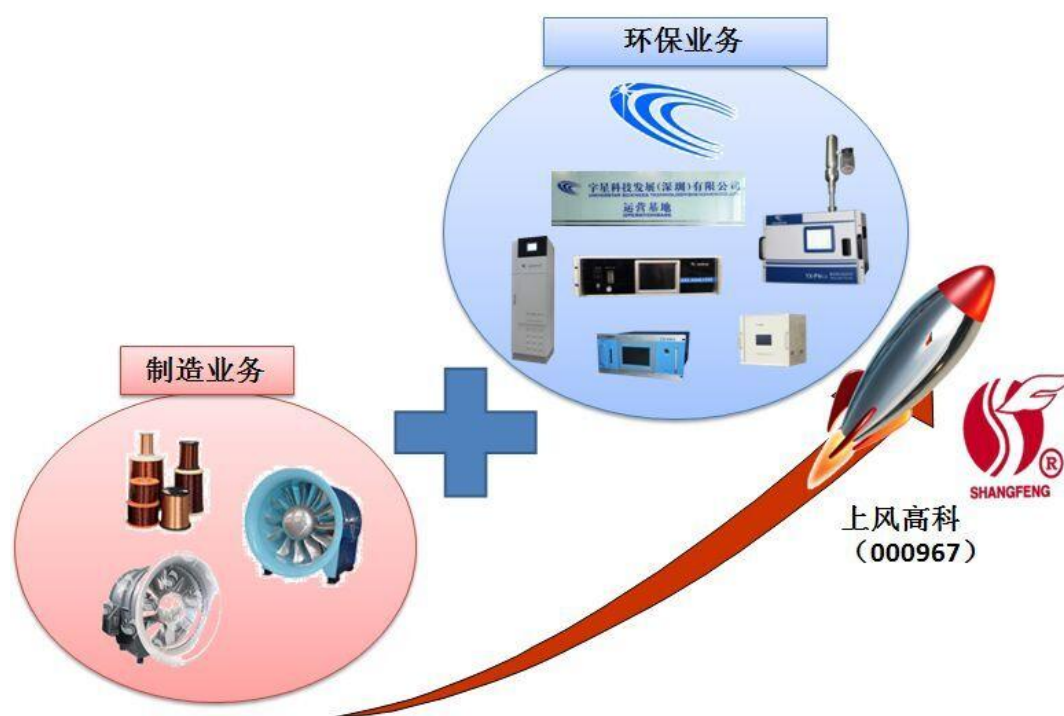 环保业务
宇星科技发展(深圳)有限公司
运营基地
OPERATIONBASE
制造业务
®
SHANGFENG
上风高科
（000967）